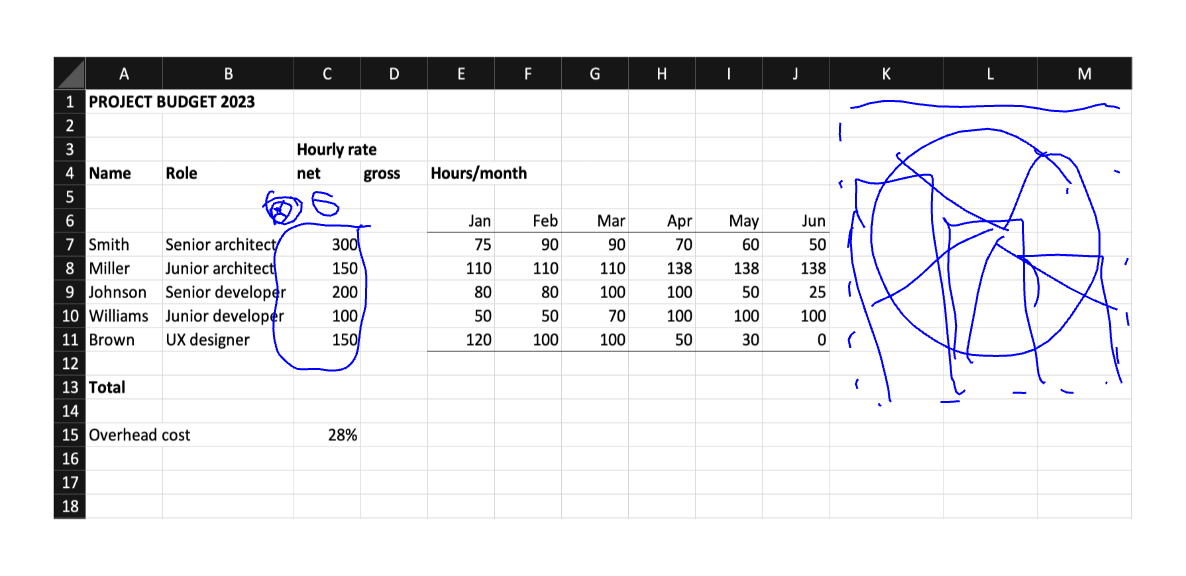 A B C D E F G H I J K L M
1 PROJECT BUDGET 2023
2
3 Hourly rate
4 Name Role net gross Hours/month
5
6 Jan Feb Mar Apr May Jun
7 Smith Senior architect 300 75 90 90 70 60 50
8 Miller Junior architect 150 110 110 110 138 138 138
9 Johnson Senior developer 200 80 80 100 100 50 25
10 Williams Junior developer 100 50 50 70 100 100 100
11 Brown UX designer 150 120 100 100 50 30 0
12
13 Total
14
15 Overhead cost 28%
16
17
18